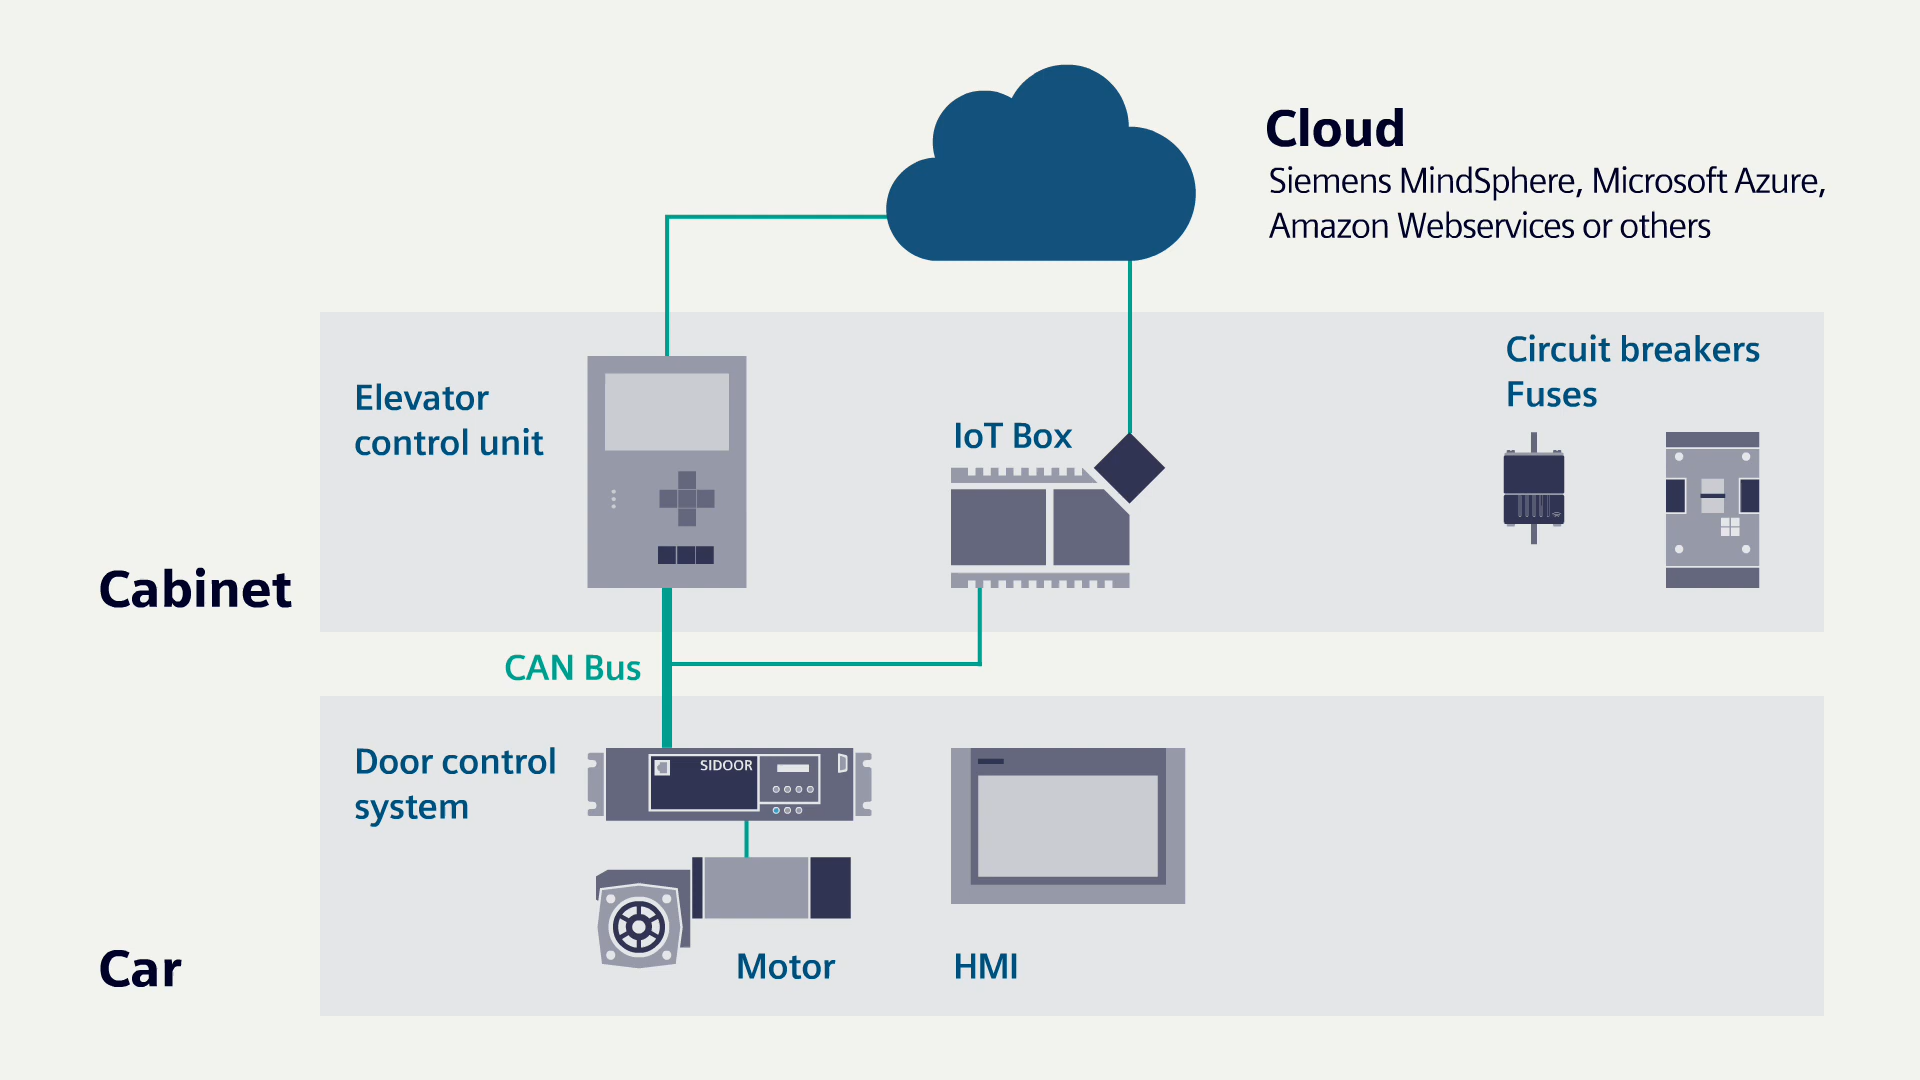 Cloud
Siemens MindSphere, Microsoft Azure,
Amazon Webservices or others
Circuit breakers
Fuses
Elevator
control unit
IoT Box
Cabinet
CAN Bus
Door control
system
SIDOOR
Motor
HMI
Car